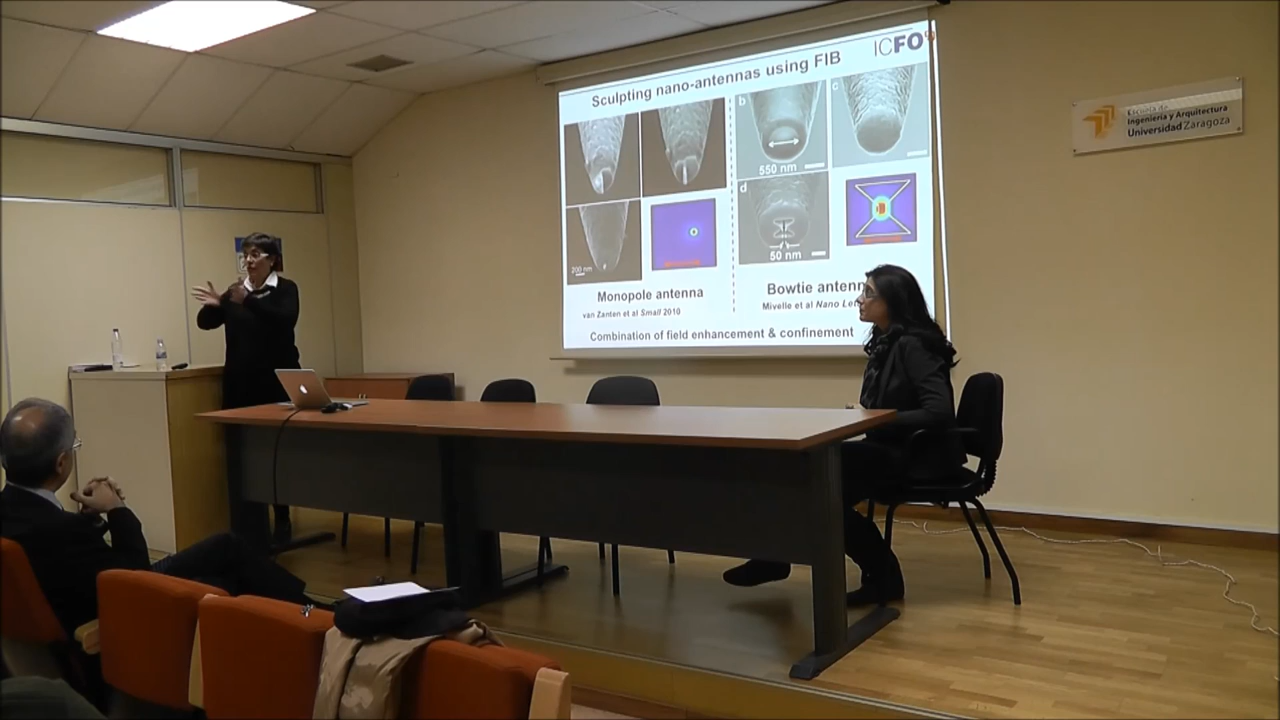 ICFO
Sculpting nano-antennas using FIB
b
c
550 nm
d
200 nm
50 nm
Monopole antenna
van Zanten et al Small 2010
Bowtie antenn
Mivelle et al Nano Le
Combination of field enhancement & confinement
Escuela de
Ingeniería y Arquitectura
Universidad Zaragoza